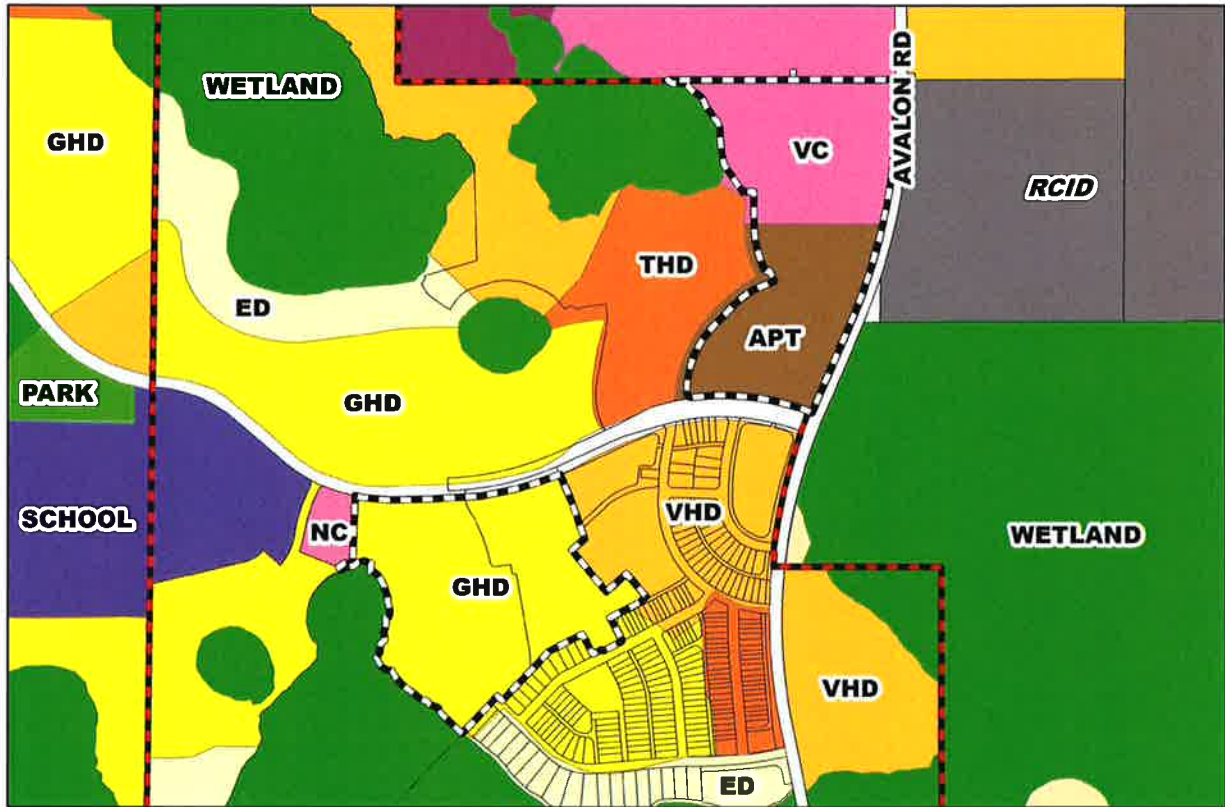 WETLAND
GHD
VC
AVALON RD
RCID
THD
ED
APT
PARK
GHD
SCHOOL
NC
VHD
WETLAND
GHD
VHD
ED